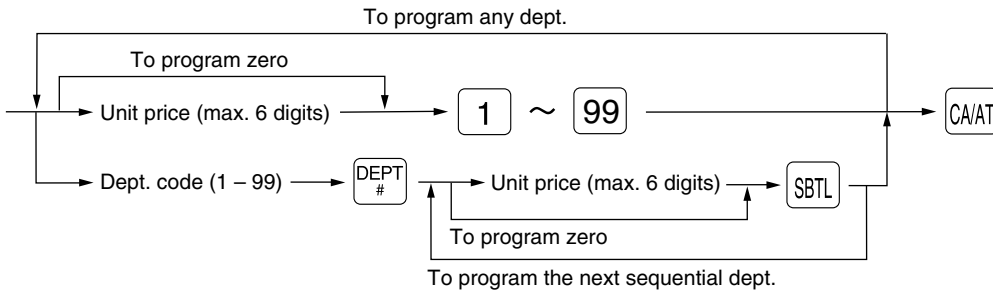 To program any dept.
To program zero
Unit price (max. 6 digits) 1 ～ 99 CA/AT
Dept. code (1 – 99) DEPT # Unit price (max. 6 digits) SBTL
To program zero
To program the next sequential dept.